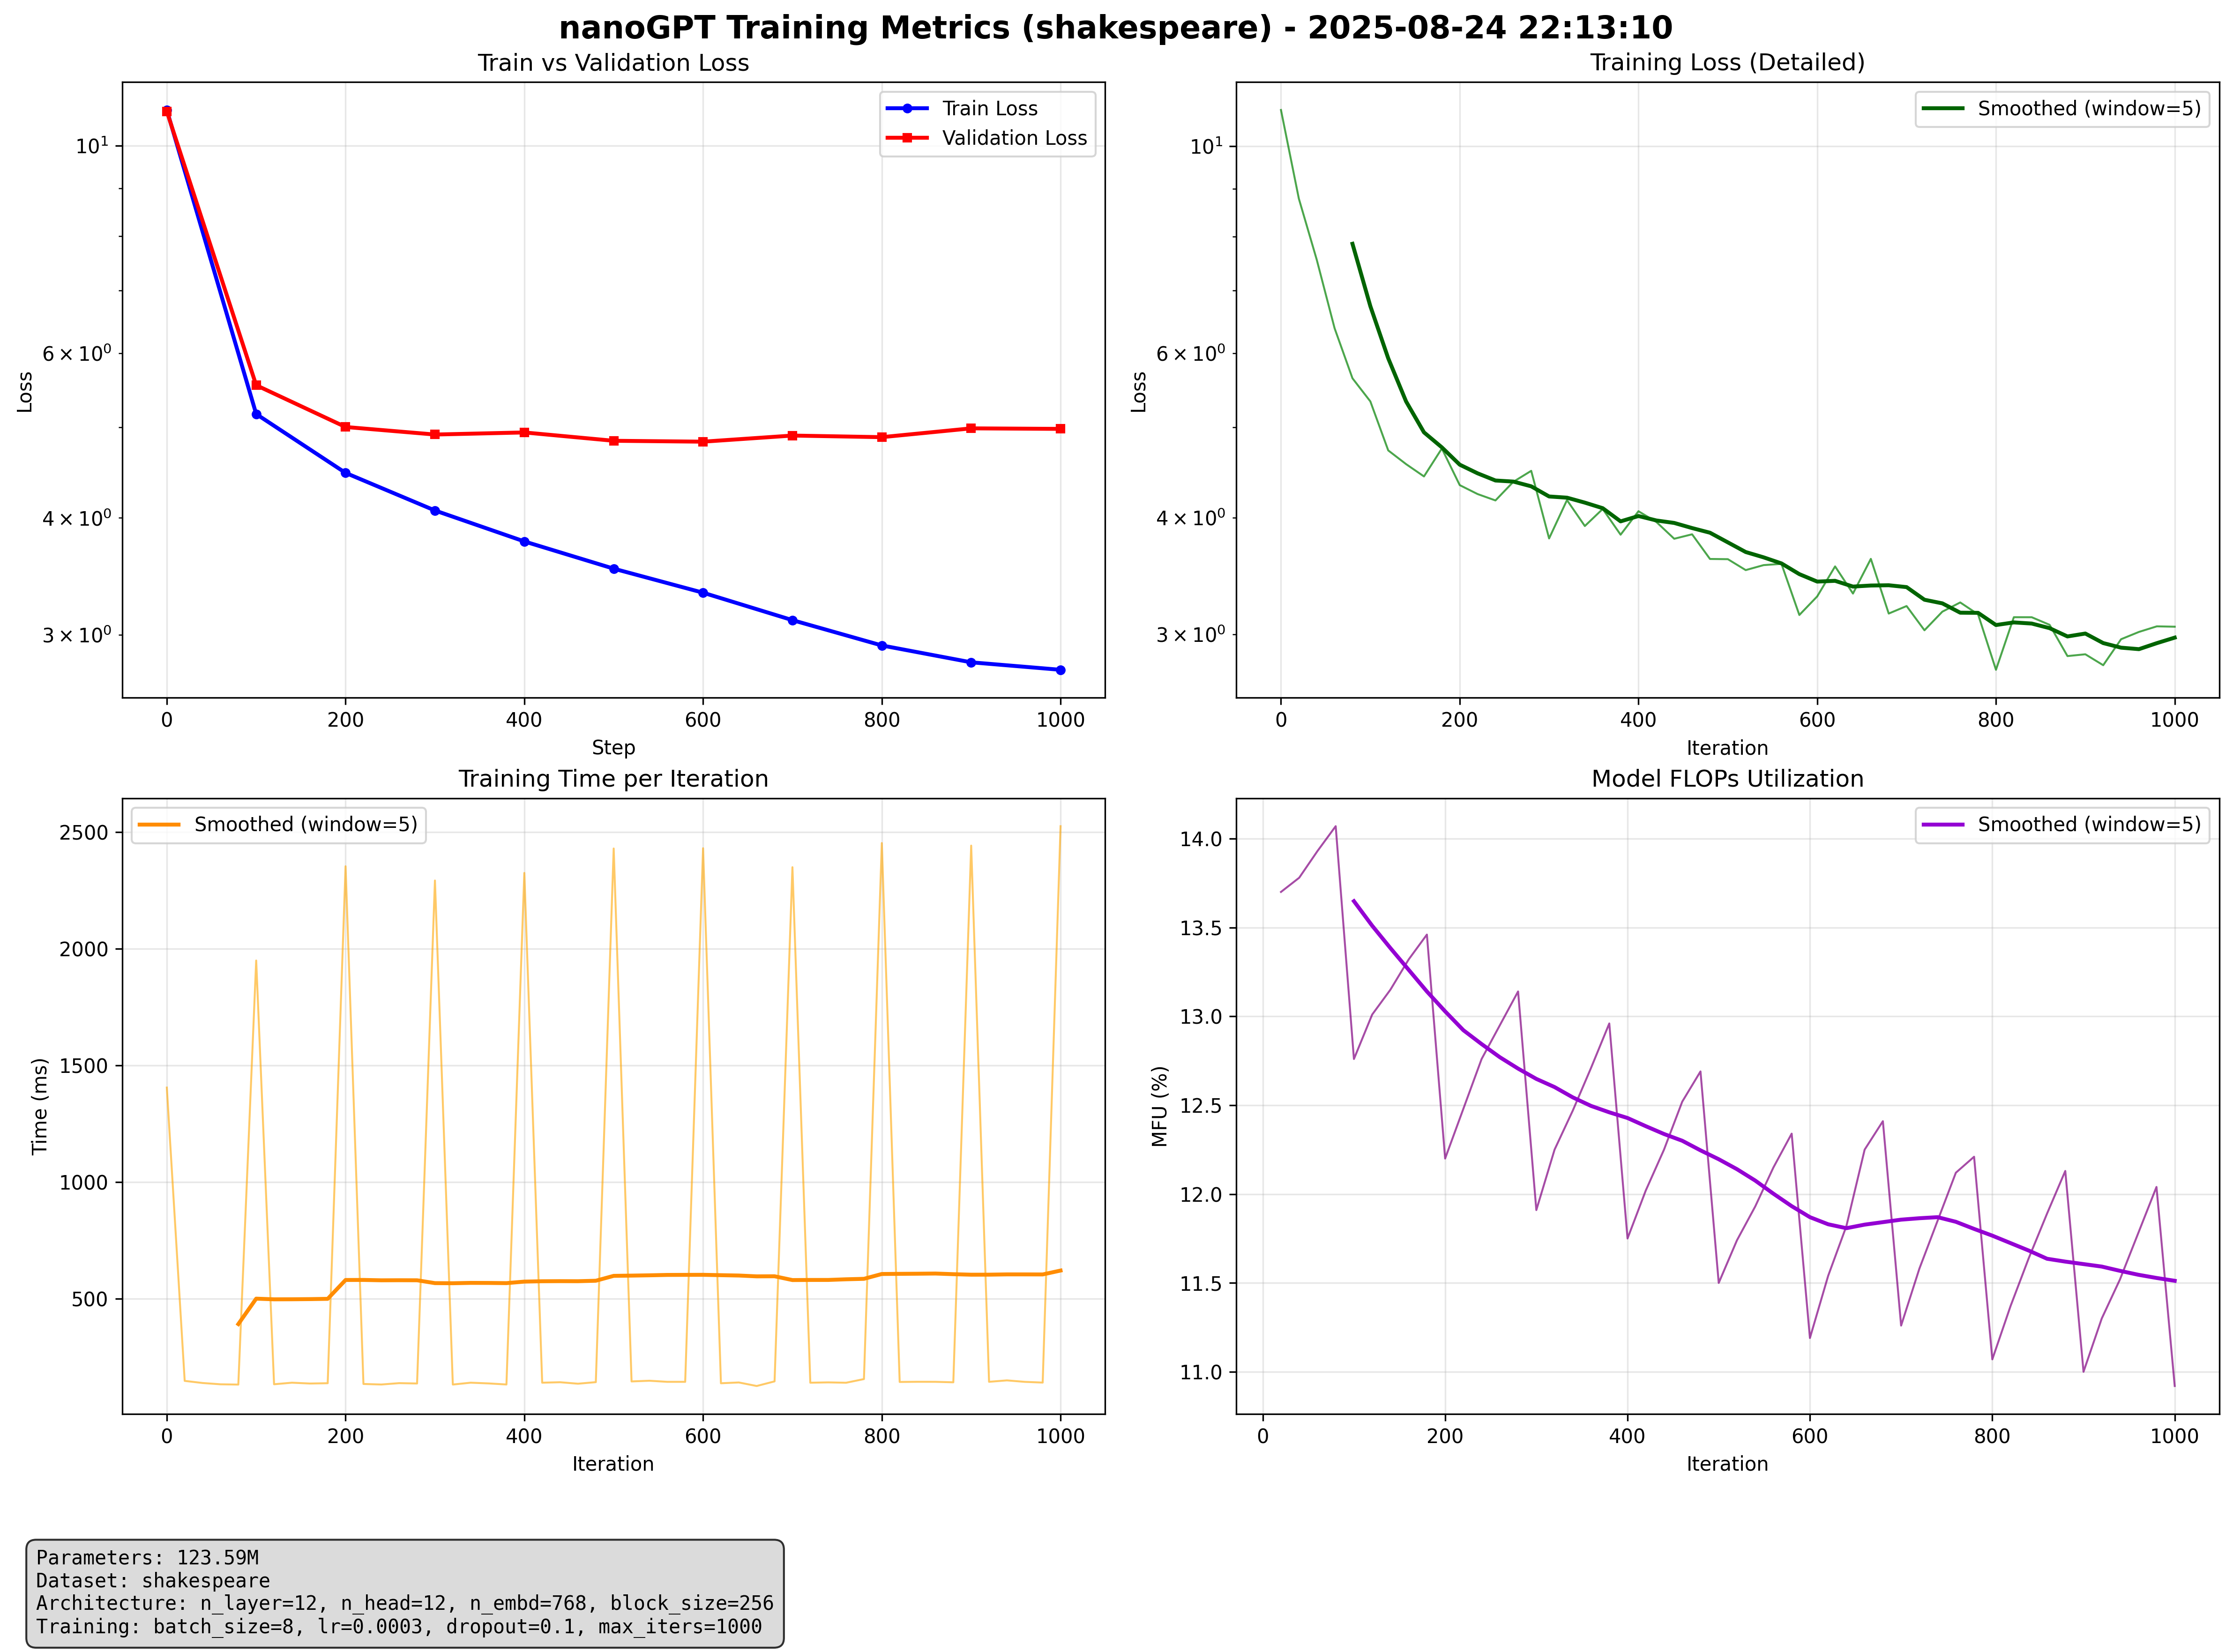 nanoGPT Training Metrics (shakespeare) - 2025-08-24 22:13:10
Train vs Validation Loss
Train Loss
Validation Loss
10¹
6 × 10⁰
4 × 10⁰
3 × 10⁰
Loss
0 200 400 600 800 1000
Step
Training Loss (Detailed)
Smoothed (window=5)
10¹
6 × 10⁰
4 × 10⁰
3 × 10⁰
Loss
0 200 400 600 800 1000
Iteration
Training Time per Iteration
Smoothed (window=5)
2500
2000
1500
1000
500
Time (ms)
0 200 400 600 800 1000
Iteration
Model FLOPs Utilization
Smoothed (window=5)
14.0
13.5
13.0
12.5
12.0
11.5
11.0
MFU (%)
0 200 400 600 800 1000
Iteration
Parameters: 123.59M
Dataset: shakespeare
Architecture: n_layer=12, n_head=12, n_embd=768, block_size=256
Training: batch_size=8, lr=0.0003, dropout=0.1, max_iters=1000